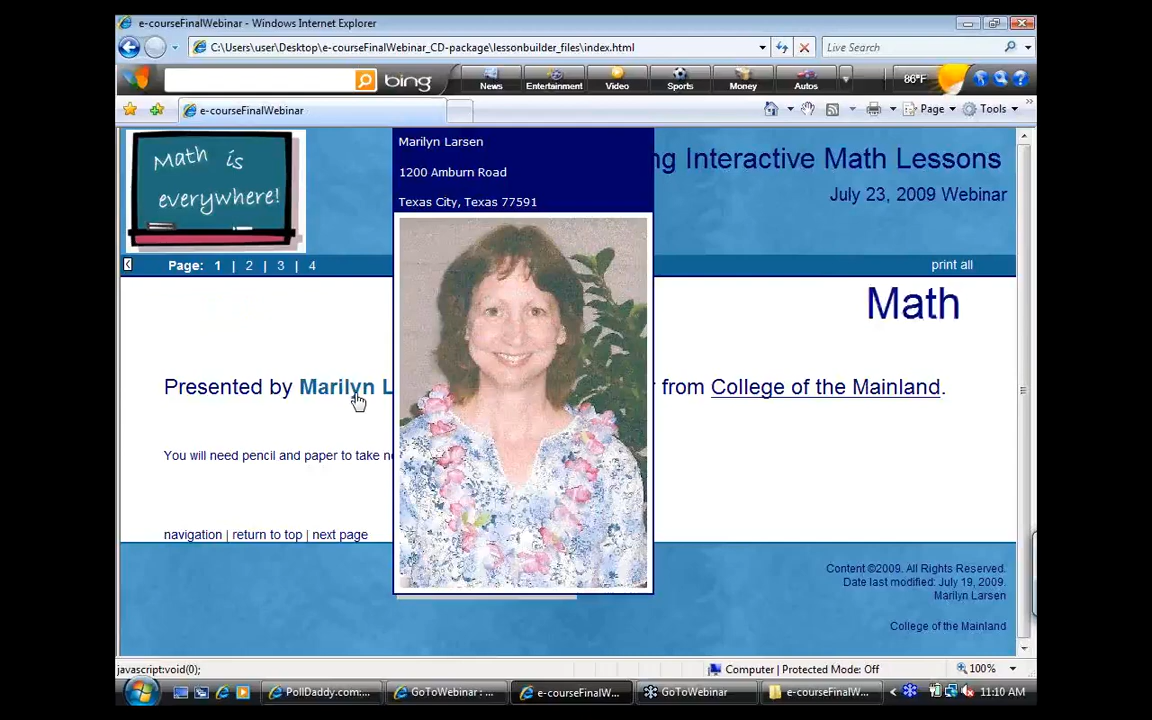 e-courseFinalWebinar - Windows Internet Explorer
C:\Users\user\Desktop\e-courseFinalWebinar_CD-package\lessonbuilder_files\index.html
Live Search
bing
News
Entertainment
Video
Sports
Money
Autos
86°F
e-courseFinalWebinar
Page
Tools
Math is
everywhere!
Marilyn Larsen
1200 Amburn Road
Texas City, Texas 77591
ng Interactive Math Lessons
July 23, 2009 Webinar
Page: 1 | 2 | 3 | 4
print all
Math
Presented by Marilyn L from College of the Mainland.
You will need pencil and paper to take n
navigation | return to top | next page
Content ©2009. All Rights Reserved.
Date last modified: July 19, 2009.
Marilyn Larsen
College of the Mainland
javascript:void(0);
Computer | Protected Mode: Off
100%
PollDaddy.com:...
GoToWebinar : ...
e-courseFinalW...
GoToWebinar
e-courseFinalW...
11:10 AM